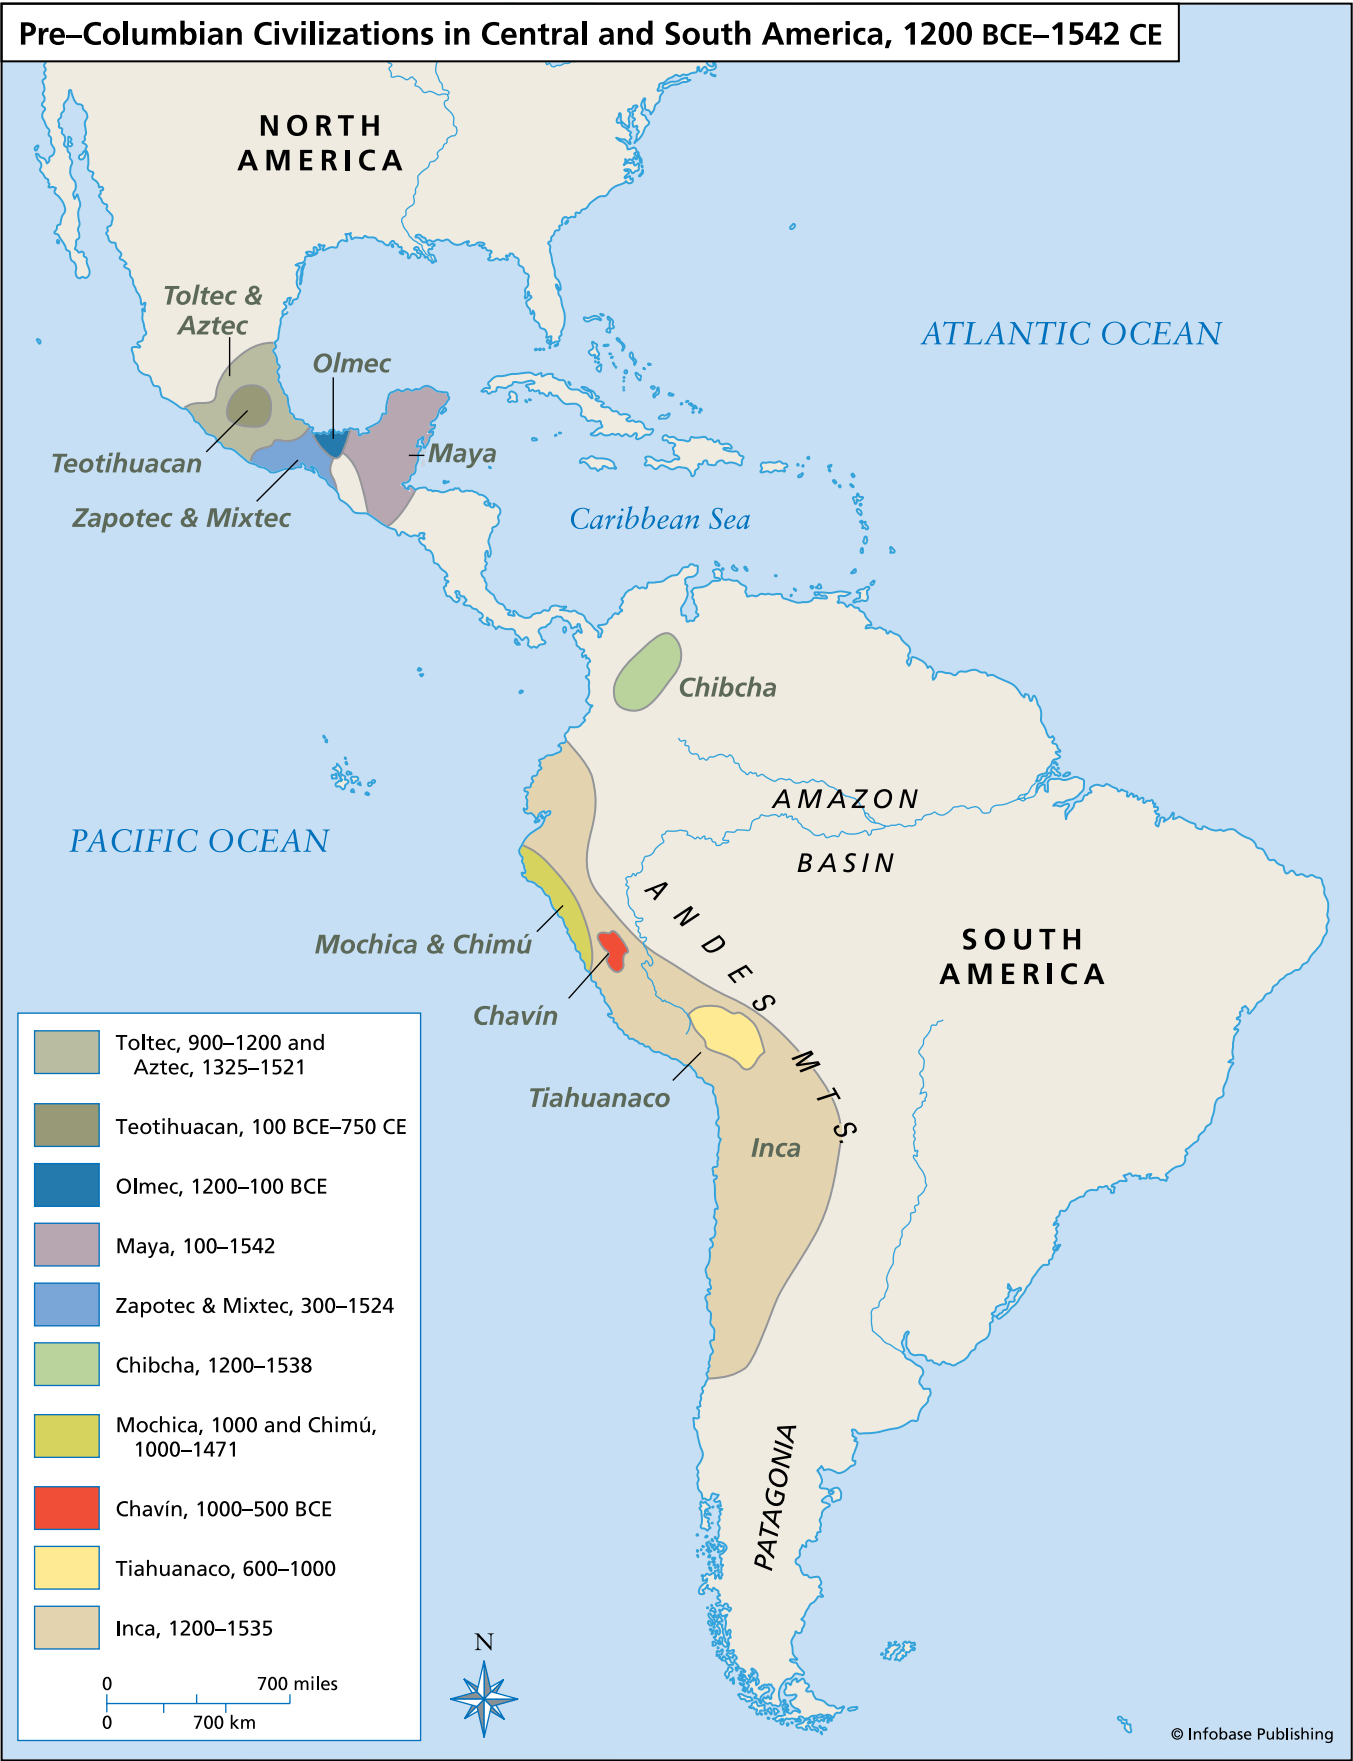 Pre–Columbian Civilizations in Central and South America, 1200 BCE–1542 CE
NORTH
AMERICA
Toltec &
Aztec
Olmec
ATLANTIC OCEAN
Teotihuacan
Maya
Zapotec & Mixtec
Caribbean Sea
Chibcha
AMAZON
BASIN
PACIFIC OCEAN
ANDES MTS.
SOUTH
AMERICA
Mochica & Chimú
Chavín
Tiahuanaco
Inca
PATAGONIA
Toltec, 900–1200 and
Aztec, 1325–1521
Teotihuacan, 100 BCE–750 CE
Olmec, 1200–100 BCE
Maya, 100–1542
Zapotec & Mixtec, 300–1524
Chibcha, 1200–1538
Mochica, 1000 and Chimú,
1000–1471
Chavín, 1000–500 BCE
Tiahuanaco, 600–1000
Inca, 1200–1535
0 700 miles
0 700 km
N
© Infobase Publishing